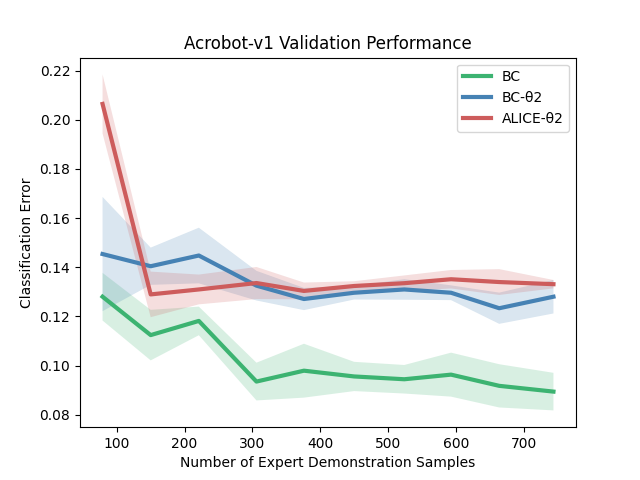 Acrobot-v1 Validation Performance
BC
BC-θ2
ALICE-θ2
Classification Error
0.22
0.20
0.18
0.16
0.14
0.12
0.10
0.08
100 200 300 400 500 600 700
Number of Expert Demonstration Samples